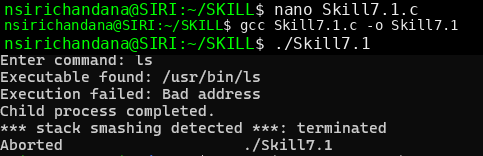 nsirichandana@SIRI:~/SKILL$ nano Skill7.1.c
nsirichandana@SIRI:~/SKILL$ gcc Skill7.1.c -o Skill7.1
nsirichandana@SIRI:~/SKILL$ ./Skill7.1
Enter command: ls
Executable found: /usr/bin/ls
Execution failed: Bad address
Child process completed.
*** stack smashing detected ***: terminated
Aborted                 ./Skill7.1